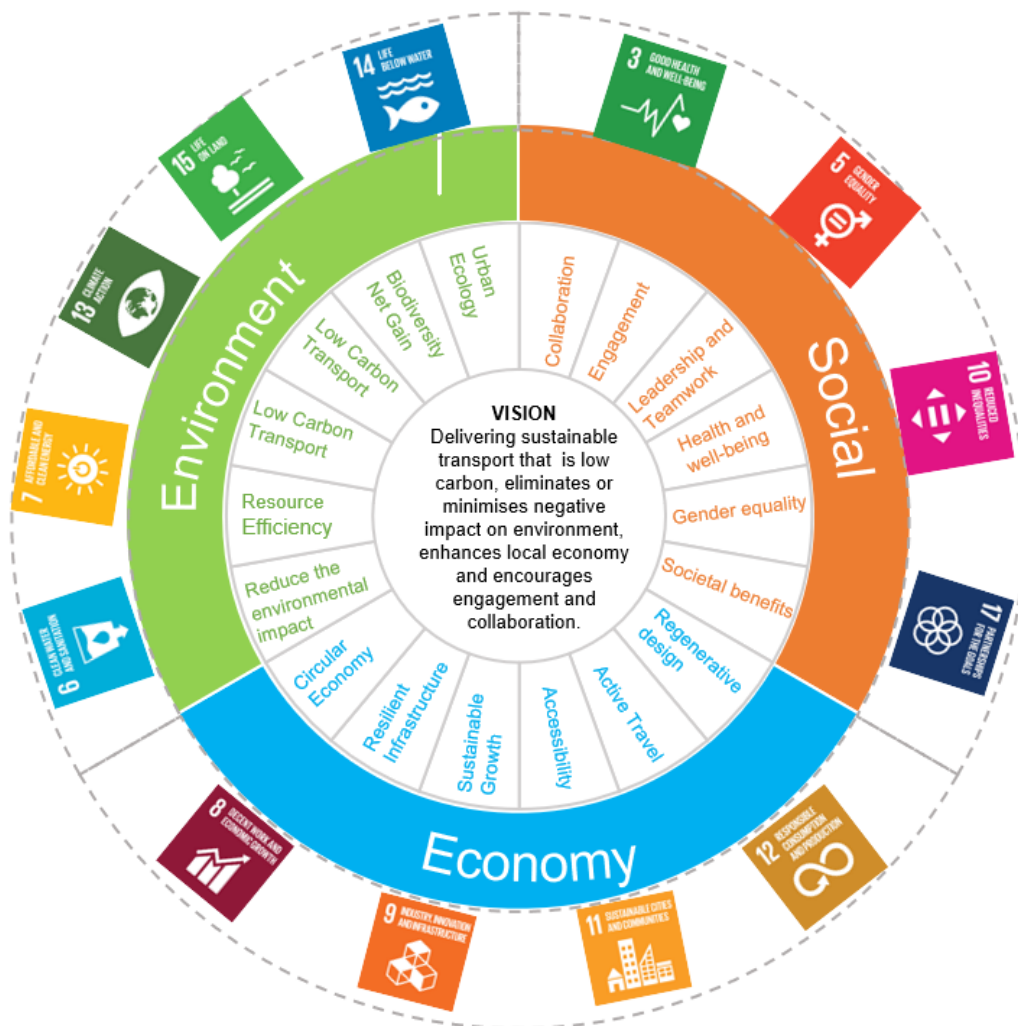 14 LIFE
BELOW WATER
3 GOOD HEALTH
AND WELL-BEING
15 LIFE
ON LAND
5 GENDER
EQUALITY
13 CLIMATE
ACTION
10 REDUCED
INEQUALITIES
7 AFFORDABLE AND
CLEAN ENERGY
6 CLEAN WATER
AND SANITATION
17 PARTNERSHIPS
FOR THE GOALS
8 DECENT WORK AND
ECONOMIC GROWTH
9 INDUSTRY, INNOVATION
AND INFRASTRUCTURE
11 SUSTAINABLE CITIES
AND COMMUNITIES
12 RESPONSIBLE
CONSUMPTION
AND PRODUCTION
Environment
Social
Economy
Urban
Ecology
Biodiversity
Net Gain
Low Carbon
Transport
Low Carbon
Transport
Resource
Efficiency
Reduce the
environmental
impact
Collaboration
Engagement
Leadership and
Teamwork
Health and
well-being
Gender equality
Societal benefits
Regenerative
design
Active Travel
Accessibility
Sustainable
Growth
Resilient
Infrastructure
Circular
Economy
VISION
Delivering sustainable
transport that is low
carbon, eliminates or
minimises negative
impact on environment,
enhances local economy
and encourages
engagement and
collaboration.